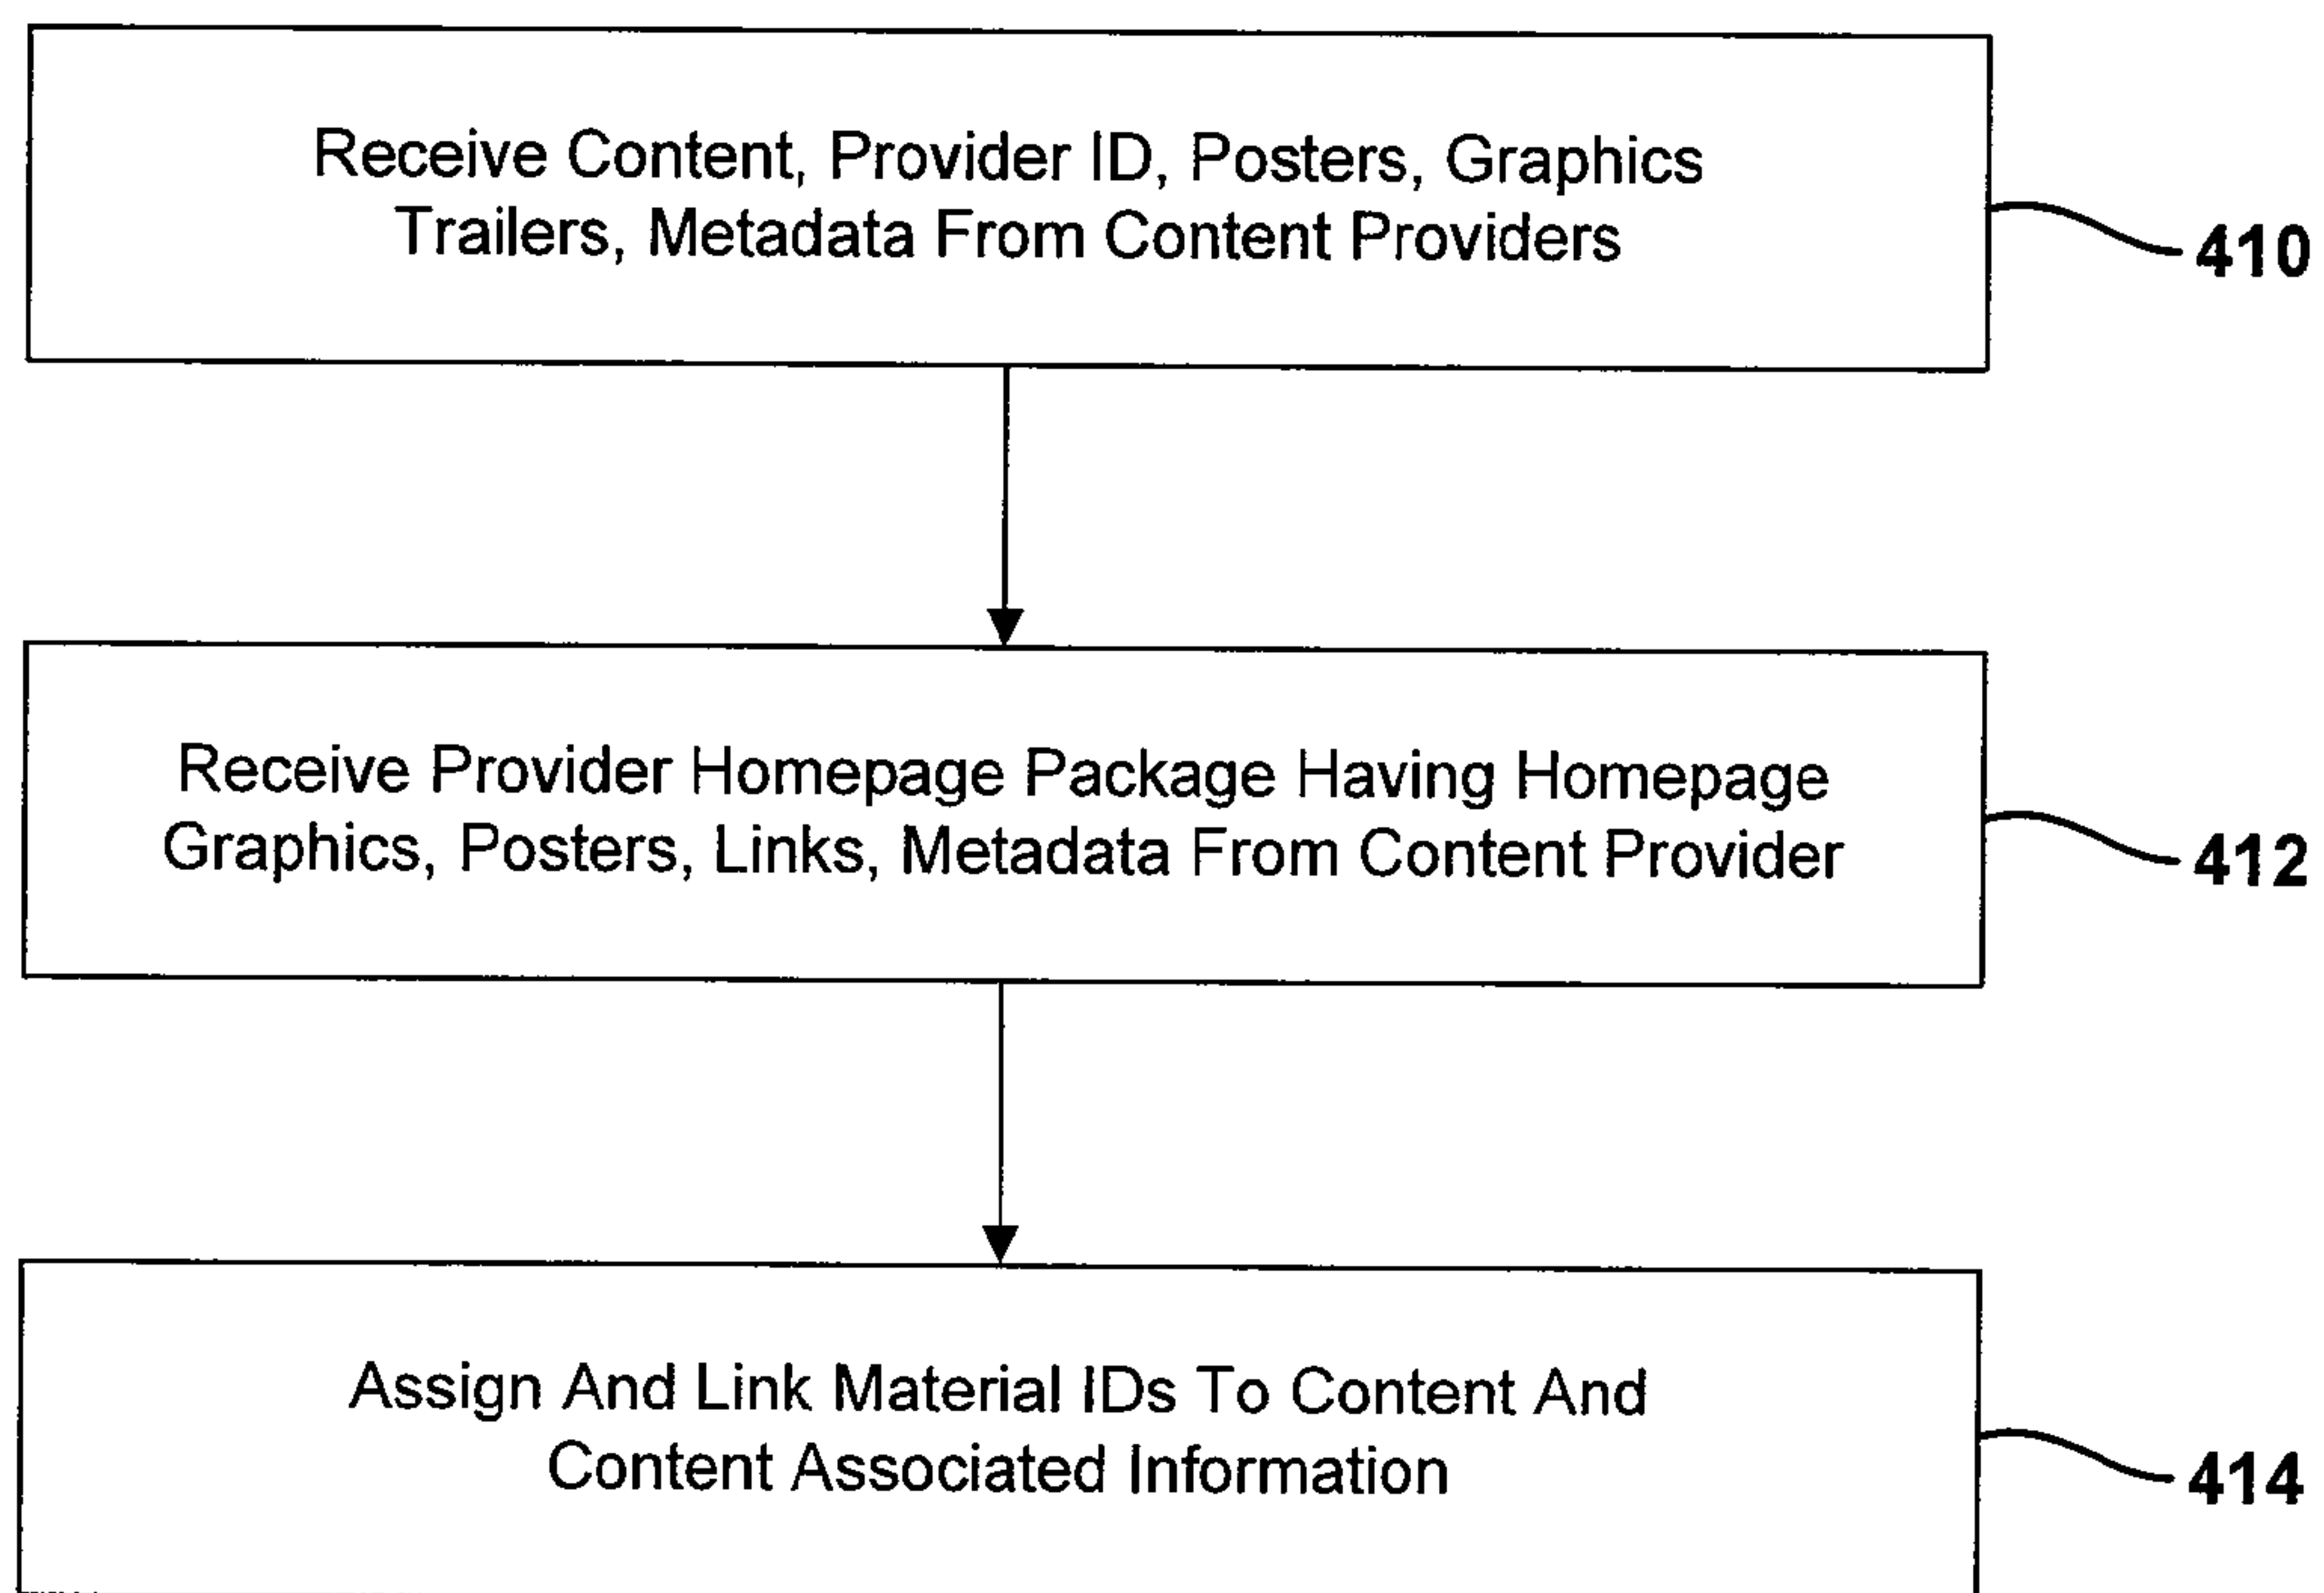 Receive Content, Provider ID, Posters, Graphics
Trailers, Metadata From Content Providers
410
Receive Provider Homepage Package Having Homepage
Graphics, Posters, Links, Metadata From Content Provider
412
Assign And Link Material IDs To Content And
Content Associated Information
414